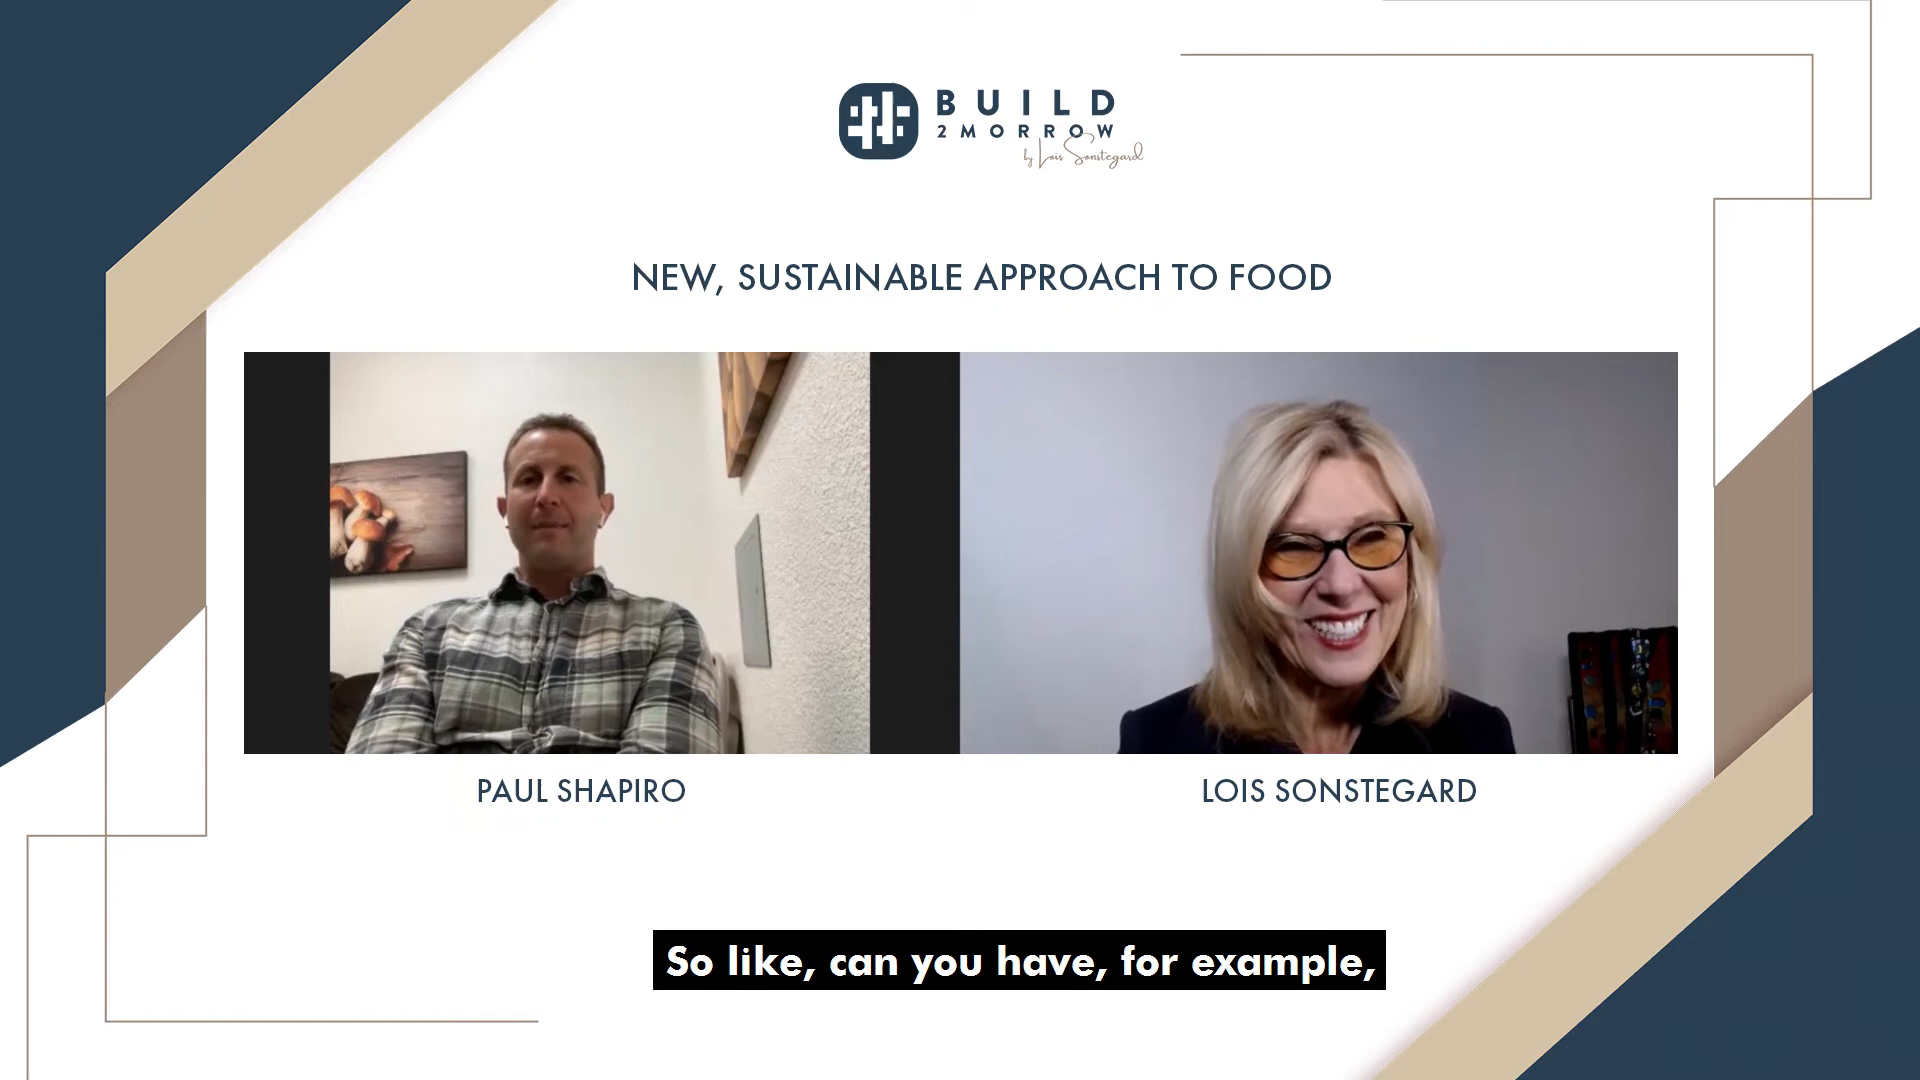 BUILD
2MORROW
by Lois Sonstegard
NEW, SUSTAINABLE APPROACH TO FOOD
PAUL SHAPIRO
LOIS SONSTEGARD
So like, can you have, for example,